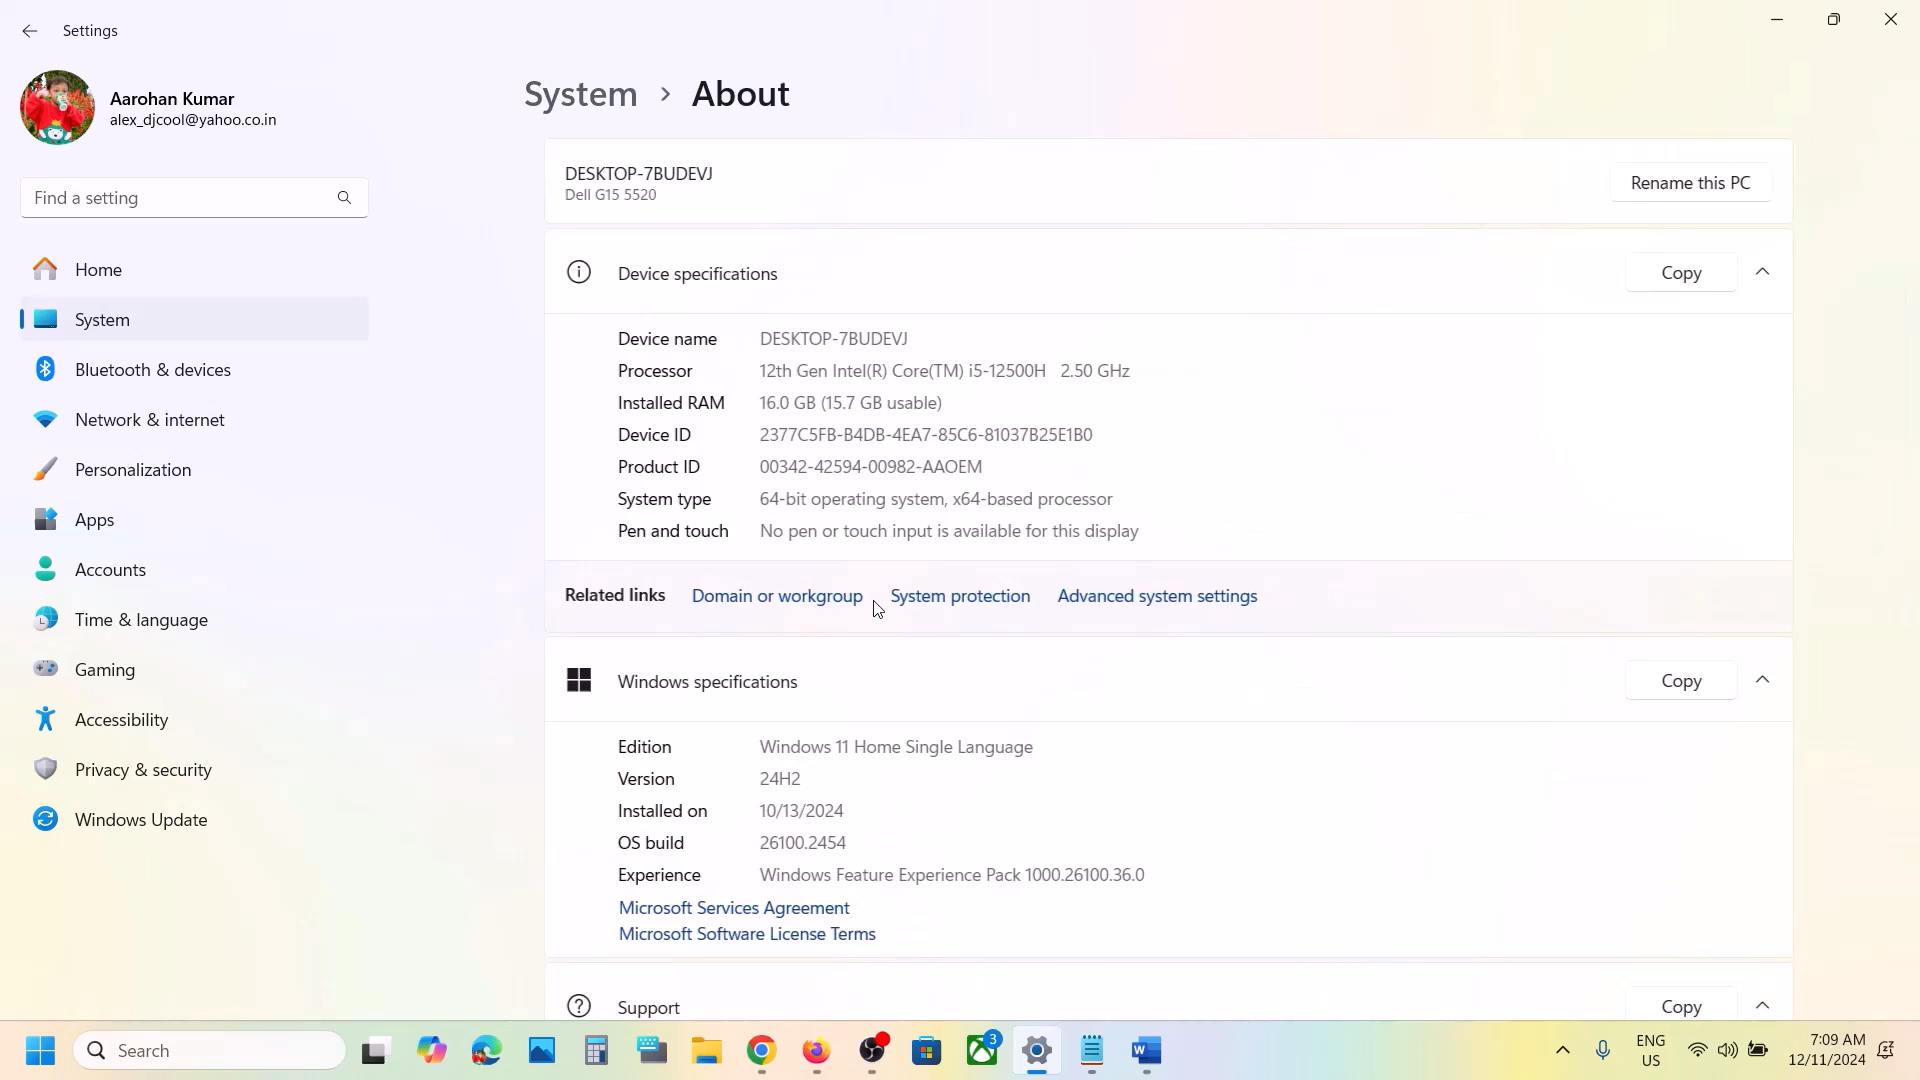 Settings
Aarohan Kumar
alex_djcool@yahoo.co.in
Find a setting
Home
System
Bluetooth & devices
Network & internet
Personalization
Apps
Accounts
Time & language
Gaming
Accessibility
Privacy & security
Windows Update
System > About
DESKTOP-7BUDEVJ
Dell G15 5520
Rename this PC
Device specifications
Copy
Device name DESKTOP-7BUDEVJ
Processor 12th Gen Intel(R) Core(TM) i5-12500H 2.50 GHz
Installed RAM 16.0 GB (15.7 GB usable)
Device ID 2377C5FB-B4DB-4EA7-85C6-81037B25E1B0
Product ID 00342-42594-00982-AAOEM
System type 64-bit operating system, x64-based processor
Pen and touch No pen or touch input is available for this display
Related links Domain or workgroup System protection Advanced system settings
Windows specifications
Copy
Edition Windows 11 Home Single Language
Version 24H2
Installed on 10/13/2024
OS build 26100.2454
Experience Windows Feature Experience Pack 1000.26100.36.0
Microsoft Services Agreement
Microsoft Software License Terms
Support
Copy
Search
3
W
ENG
US
7:09 AM
12/11/2024